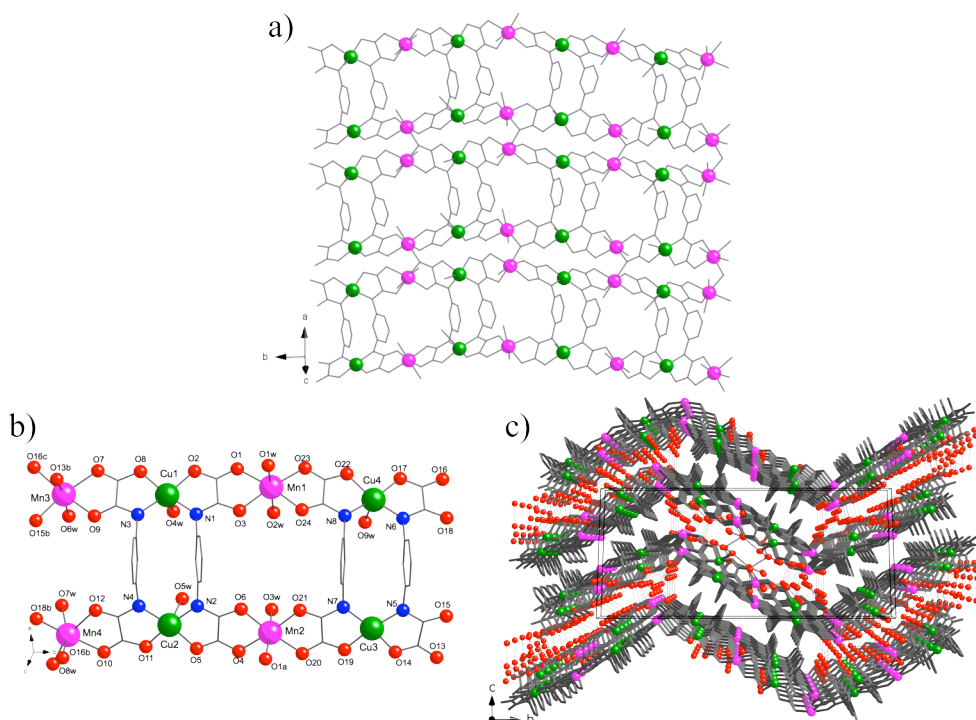 a)
a
b
c
b)
O16c O13b O7 O8 Cu1 O2 O1 O1w O23 O22 Cu4 O17 O16
Mn3 Mn1
O15b O9 O6w N3 O4w N1 O3 O2w O24 N8 O9w N6 O18
O7w N4 O5w N2 O6 O3w O21 N7 N5 O15
O18b O12
Mn4 Mn2
O16b O8w O10 O11 Cu2 O5 O4 O1a O20 O19 Cu3 O14 O13
c)
c